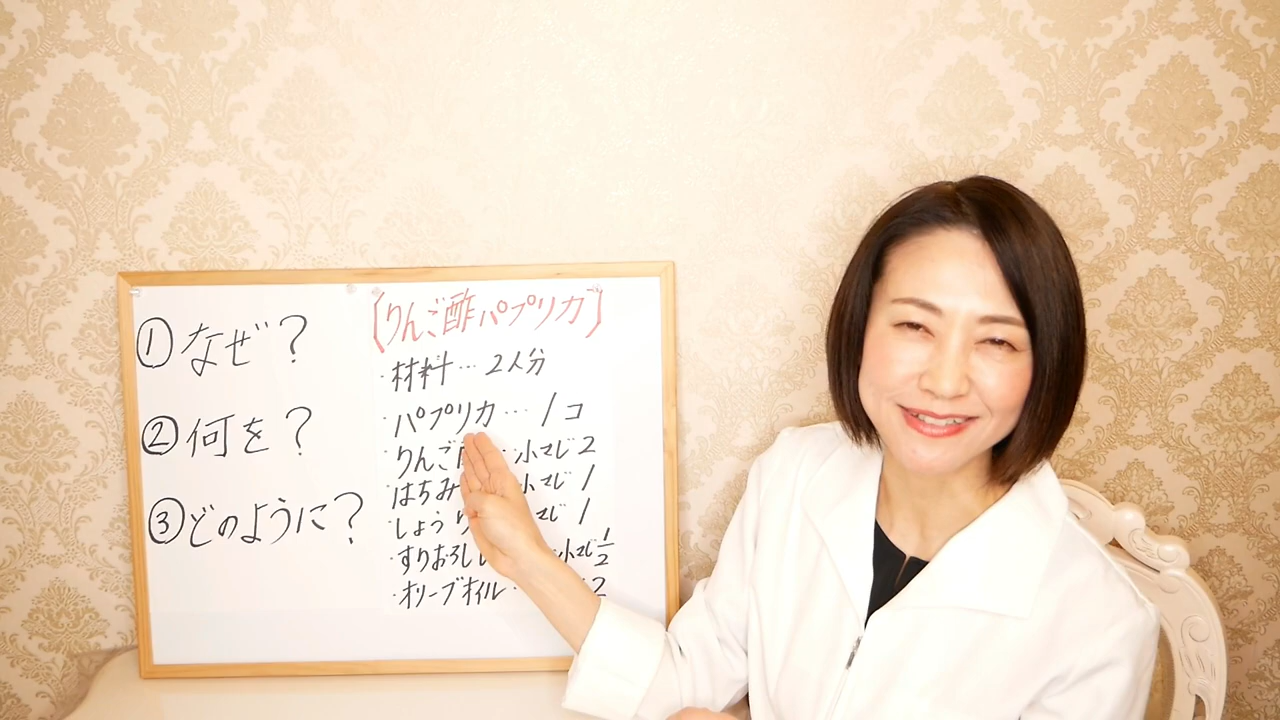 ① なぜ?
② 何を?
③ どのように?
[りんご酢パプリカ]
・材料…2人分
・パプリカ…1コ
・りんご 小さじ2
・はちみ 小さじ1
・しょう さじ1
・すりおろし 小さじ1/2
・オリーブオイル… 2